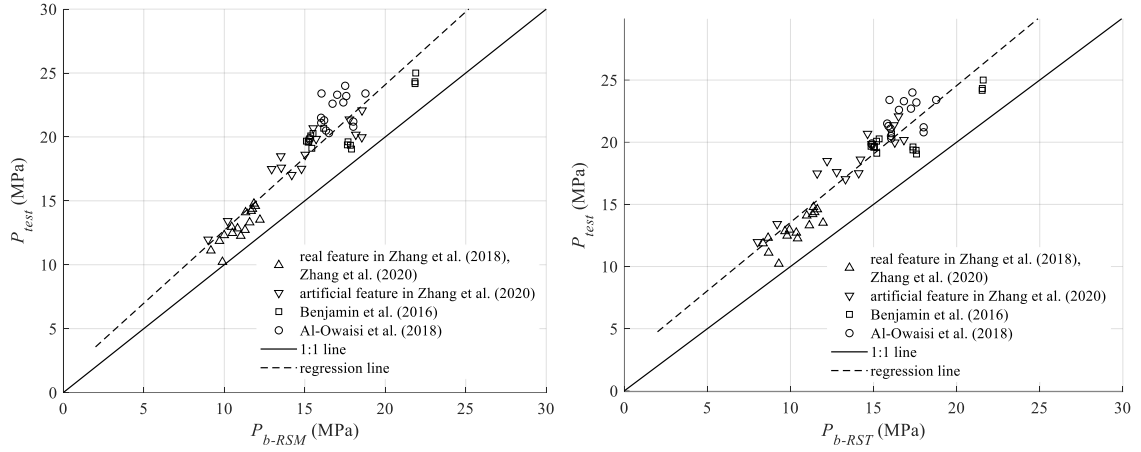 30
25
20
15
10
5
0
P_test (MPa)
real feature in Zhang et al. (2018),
Zhang et al. (2020)
artificial feature in Zhang et al. (2020)
Benjamin et al. (2016)
Al-Owaisi et al. (2018)
1:1 line
regression line
0 5 10 15 20 25 30
P_b-RSM (MPa)
25
20
15
10
5
0
P_test (MPa)
real feature in Zhang et al. (2018),
Zhang et al. (2020)
artificial feature in Zhang et al. (2020)
Benjamin et al. (2016)
Al-Owaisi et al. (2018)
1:1 line
regression line
0 5 10 15 20 25 30
P_b-RST (MPa)